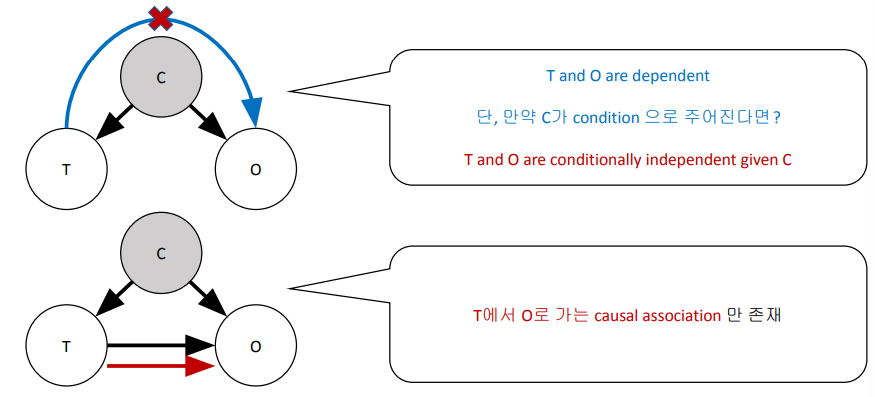 C
T and O are dependent
단, 만약 C가 condition 으로 주어진다면?
T and O are conditionally independent given C
T
O
C
T에서 O로 가는 causal association 만 존재
T
O